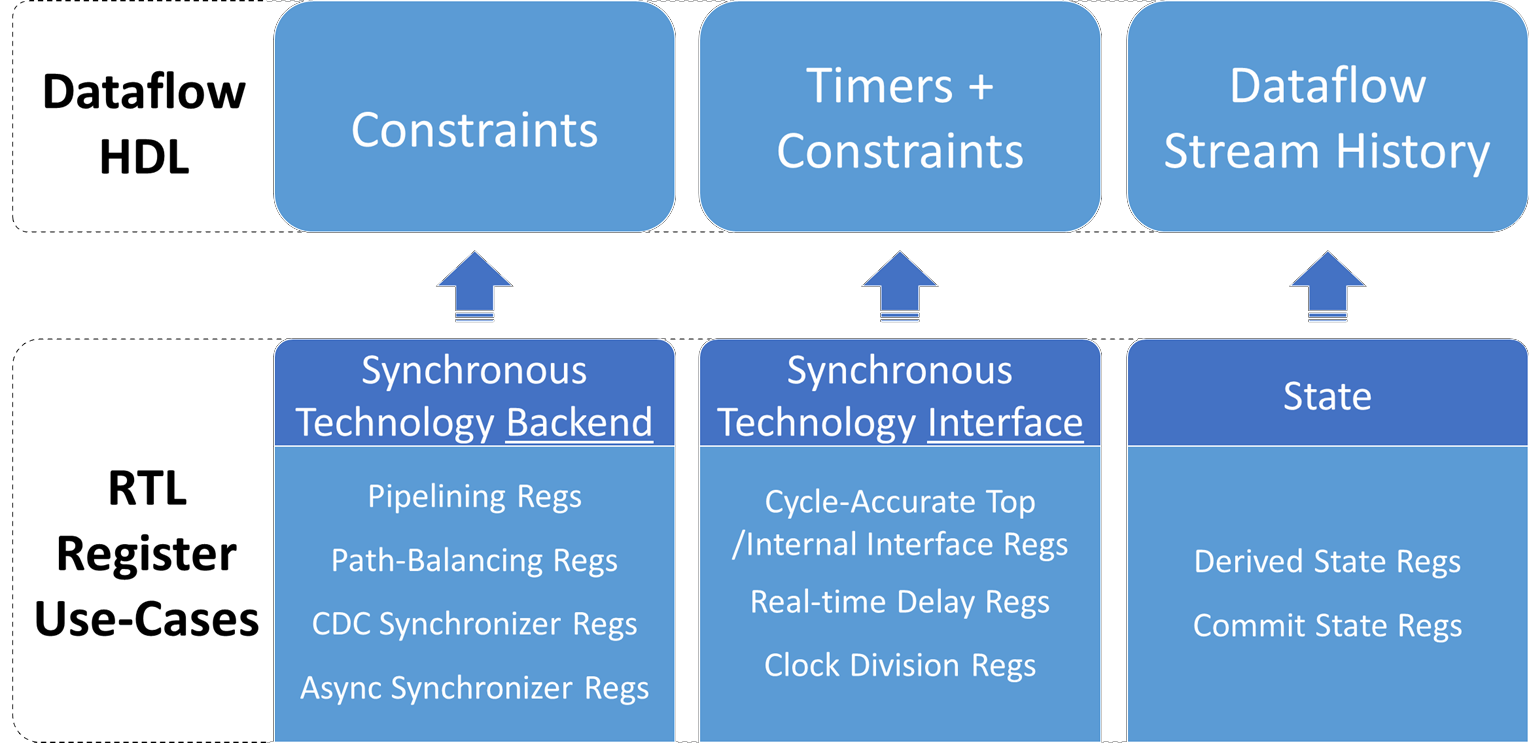 Dataflow
HDL
Constraints
Timers +
Constraints
Dataflow
Stream History
RTL
Register
Use-Cases
Synchronous
Technology Backend
Pipelining Regs
Path-Balancing Regs
CDC Synchronizer Regs
Async Synchronizer Regs
Synchronous
Technology Interface
Cycle-Accurate Top
/Internal Interface Regs
Real-time Delay Regs
Clock Division Regs
State
Derived State Regs
Commit State Regs